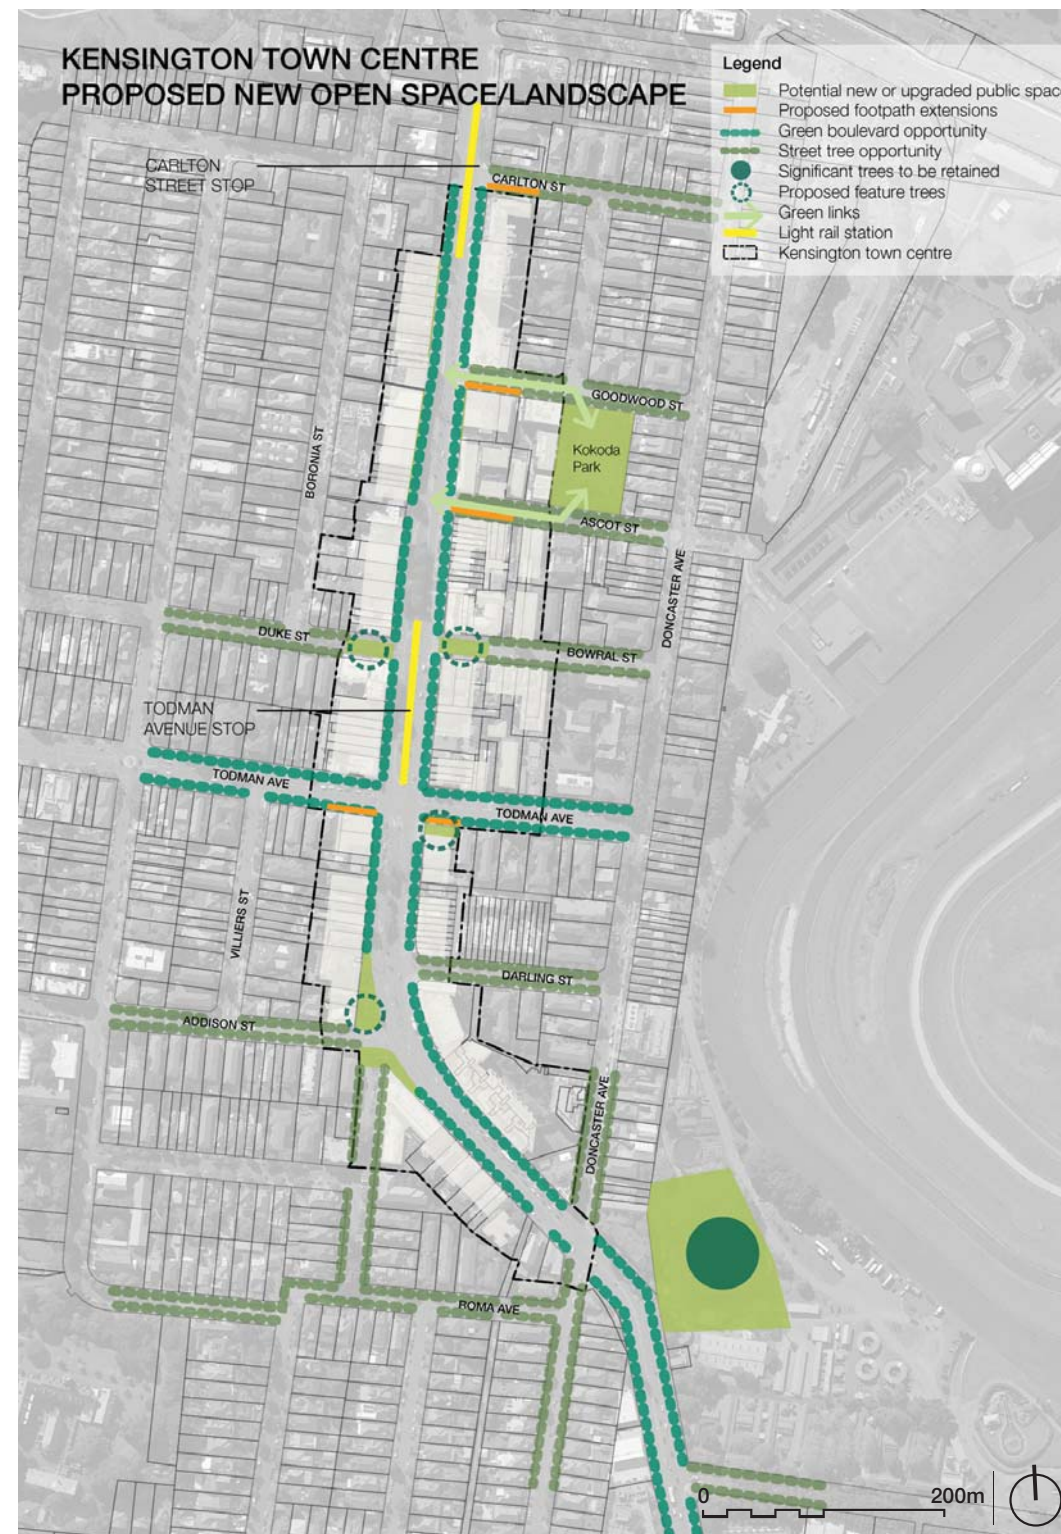 KENSINGTON TOWN CENTRE
PROPOSED NEW OPEN SPACE/LANDSCAPE
Legend
Potential new or upgraded public spac
Proposed footpath extensions
Green boulevard opportunity
Street tree opportunity
Significant trees to be retained
Proposed feature trees
Green links
Light rail station
Kensington town centre
CARLTON
STREET STOP
CARLTON ST
GOODWOOD ST
BORONIA ST
Kokoda
Park
ASCOT ST
DONCASTER AVE
DUKE ST
BOWRAL ST
TODMAN
AVENUE STOP
TODMAN AVE
TODMAN AVE
VILLIERS ST
DARLING ST
ADDISON ST
DONCASTER AVE
ROMA AVE
0 200m